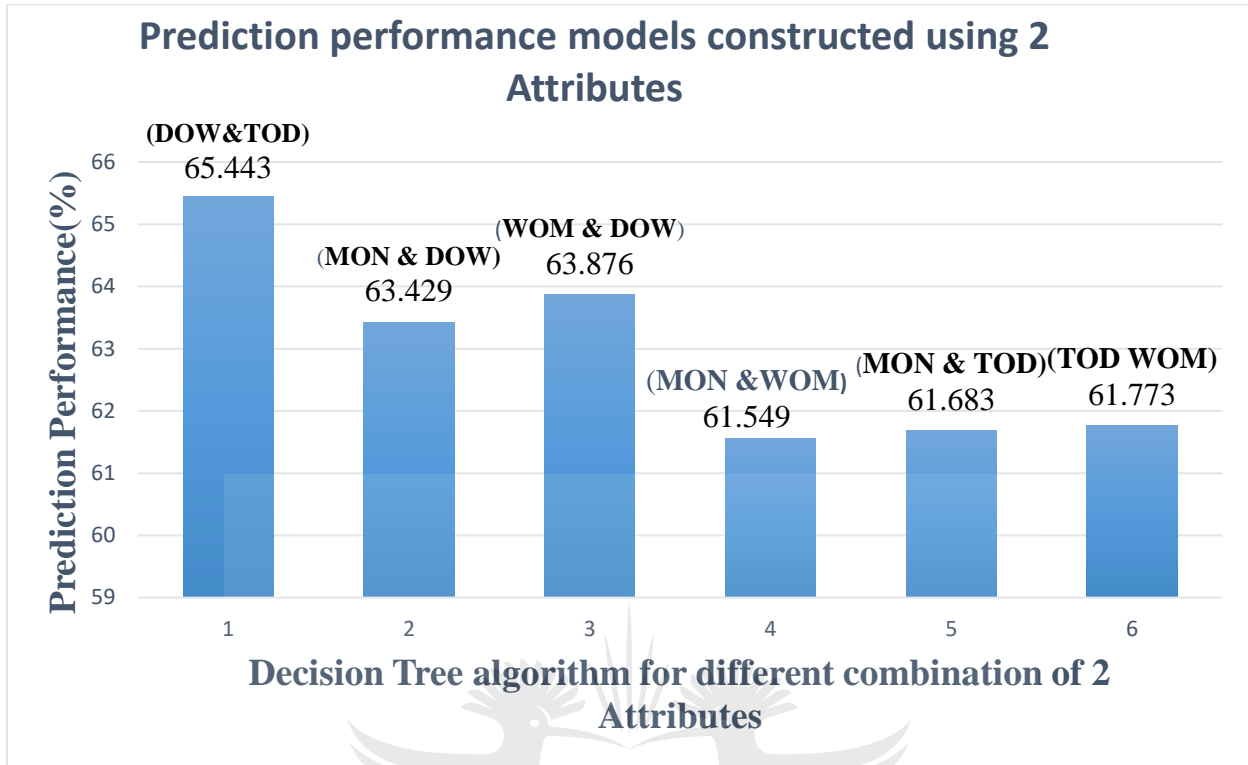 Prediction performance models constructed using 2
Attributes
(DOW&TOD)
65.443
(MON & DOW)
63.429
(WOM & DOW)
63.876
(MON &WOM)
61.549
(MON & TOD)
61.683
(TOD WOM)
61.773
Prediction Performance(%)
66
65
64
63
62
61
60
59
1 2 3 4 5 6
Decision Tree algorithm for different combination of 2
Attributes